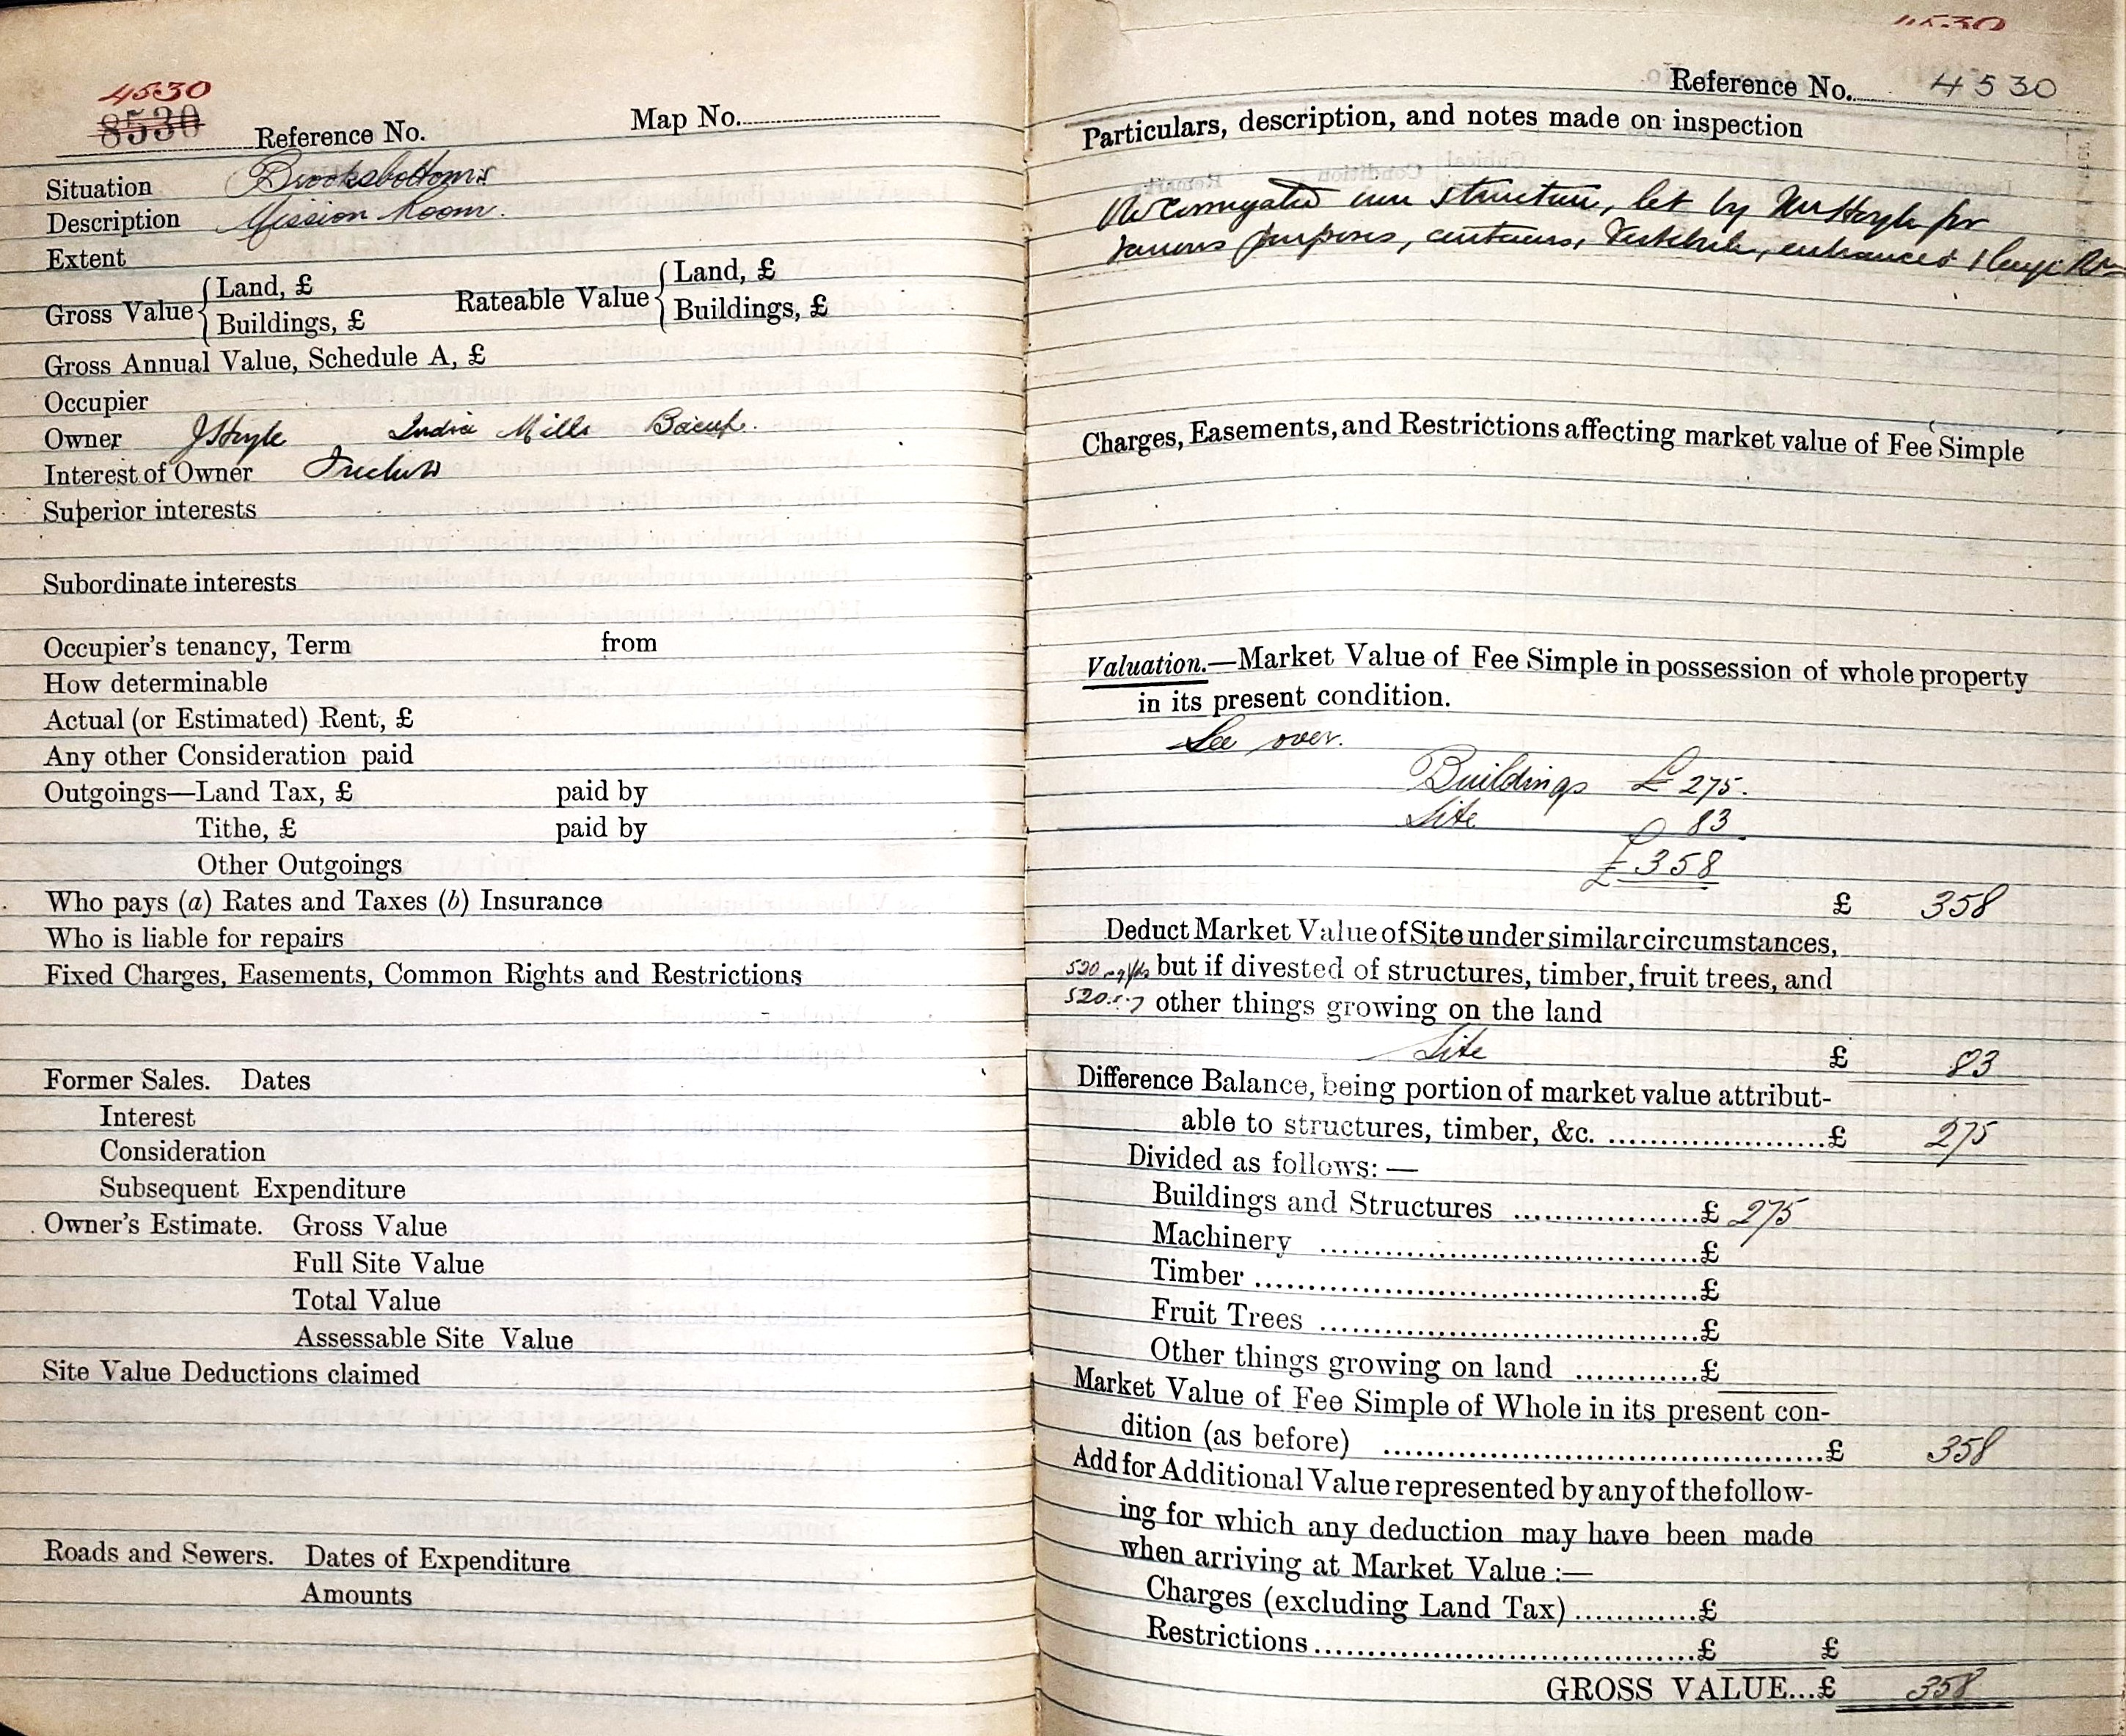 4530
8530 Reference No. Map No.
Situation Brooksbottoms
Description Mission Room.
Extent
Gross Value { Land, £ Rateable Value { Land, £
Buildings, £ Buildings, £
Gross Annual Value, Schedule A, £
Occupier
Owner J Hoyle India Mills Bacup.
Interest of Owner Freehold
Superior interests
Subordinate interests
Occupier's tenancy, Term from
How determinable
Actual (or Estimated) Rent, £
Any other Consideration paid
Outgoings—Land Tax, £ paid by
Tithe, £ paid by
Other Outgoings
Who pays (a) Rates and Taxes (b) Insurance
Who is liable for repairs
Fixed Charges, Easements, Common Rights and Restrictions
Former Sales. Dates
Interest
Consideration
Subsequent Expenditure
Owner's Estimate. Gross Value
Full Site Value
Total Value
Assessable Site Value
Site Value Deductions claimed
Roads and Sewers. Dates of Expenditure
Amounts
4530
Reference No. 4530
Particulars, description, and notes made on inspection
Corrugated iron structure, let by Mr Hoyle for
various purposes, contains, Vestibule, entrance & 1 large
Charges, Easements, and Restrictions affecting market value of Fee Simple
Valuation.—Market Value of Fee Simple in possession of whole property
in its present condition.
See over.
Buildings £ 275.
Site 83
£ 358
£ 358
Deduct Market Value of Site under similar circumstances,
520 sq yds but if divested of structures, timber, fruit trees, and
520 other things growing on the land
Site £ 83
Difference Balance, being portion of market value attribut-
able to structures, timber, &c. ....................£ 275
Divided as follows: —
Buildings and Structures .................£ 275
Machinery ...................................£
Timber .........................................£
Fruit Trees ...................................£
Other things growing on land ............£
Market Value of Fee Simple of Whole in its present con-
dition (as before) ........................................£ 358
Add for Additional Value represented by any of the follow-
ing for which any deduction may have been made
when arriving at Market Value :—
Charges (excluding Land Tax) ............£
Restrictions...................................£ £
GROSS VALUE...£ 358